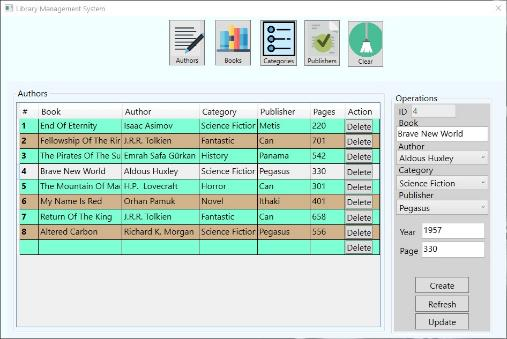 Library Management System
Authors Books Categories Publishers Clear
Authors
# Book Author Category Publisher Pages Action
1 End Of Eternity Isaac Asimov Science Fiction Metis 220 Delete
2 Fellowship Of The Rin J.R.R. Tolkien Fantastic Can 701 Delete
3 The Pirates Of The Su Emrah Safa Gürkan History Panama 542 Delete
4 Brave New World Aldous Huxley Science Fiction Pegasus 330 Delete
5 The Mountain Of Mad H.P. Lovecraft Horror Can 301 Delete
6 My Name Is Red Orhan Pamuk Novel Ithaki 401 Delete
7 Return Of The King J.R.R. Tolkien Fantastic Can 658 Delete
8 Altered Carbon Richard K. Morgan Science Fiction Pegasus 556 Delete
Delete
Operations
ID 4
Book
Brave New World
Author
Aldous Huxley
Category
Science Fiction
Publisher
Pegasus
Year 1957
Page 330
Create
Refresh
Update